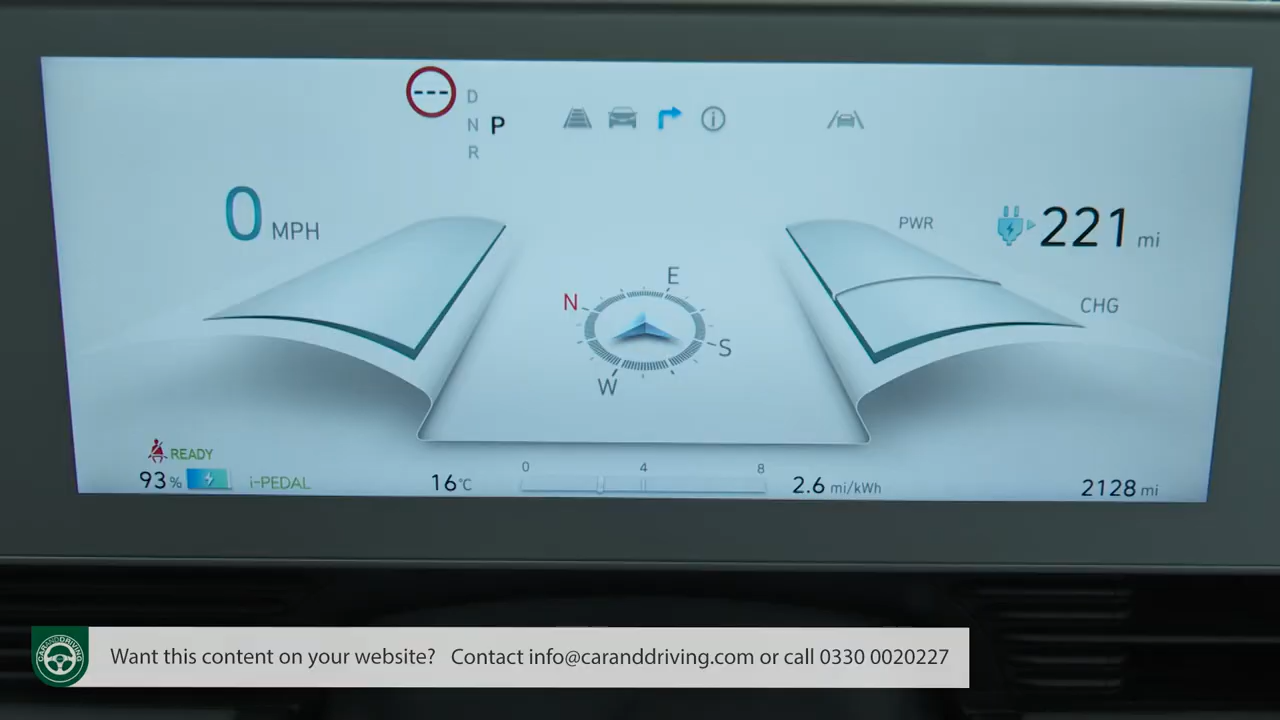 ---
D
N P
R
0 MPH
PWR
221 mi
CHG
E
N
S
W
READY
93%
i-PEDAL
16°C
0 4 8
2.6 mi/kWh
2128 mi
CARANDDRIVING
Want this content on your website? Contact info@caranddriving.com or call 0330 0020227